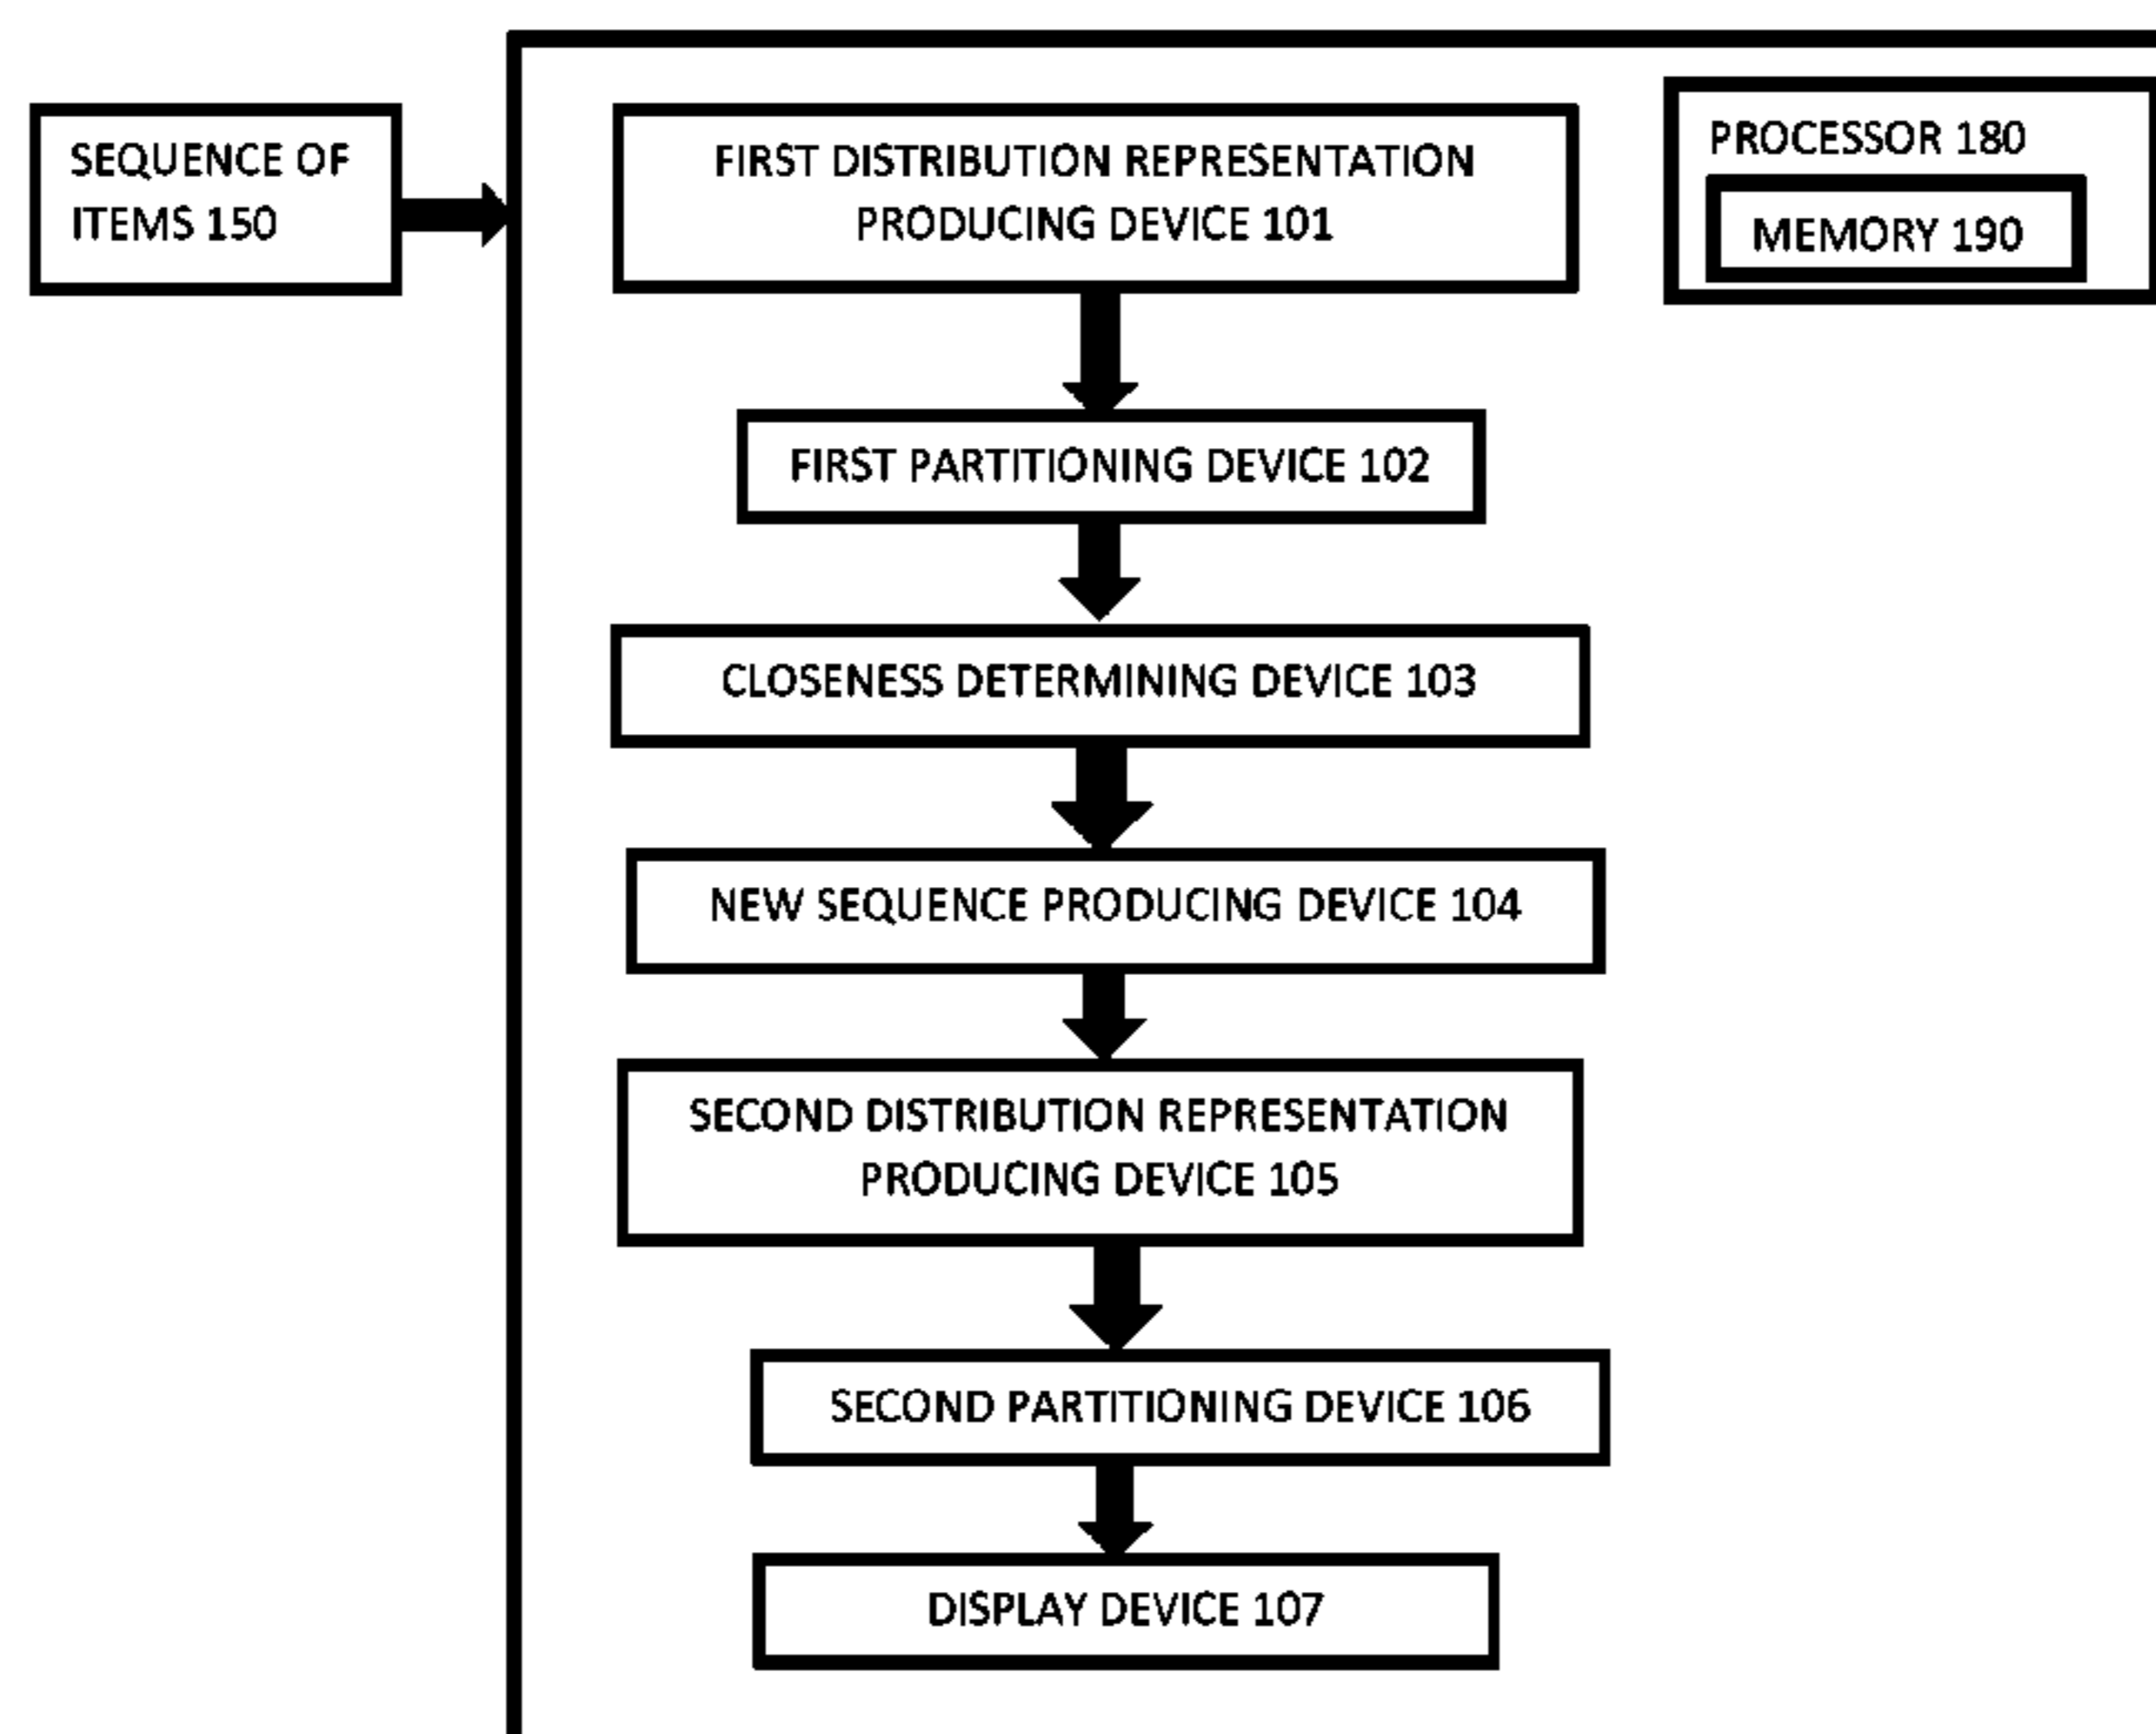 SEQUENCE OF
ITEMS 150
FIRST DISTRIBUTION REPRESENTATION
PRODUCING DEVICE 101
PROCESSOR 180
MEMORY 190
FIRST PARTITIONING DEVICE 102
CLOSENESS DETERMINING DEVICE 103
NEW SEQUENCE PRODUCING DEVICE 104
SECOND DISTRIBUTION REPRESENTATION
PRODUCING DEVICE 105
SECOND PARTITIONING DEVICE 106
DISPLAY DEVICE 107